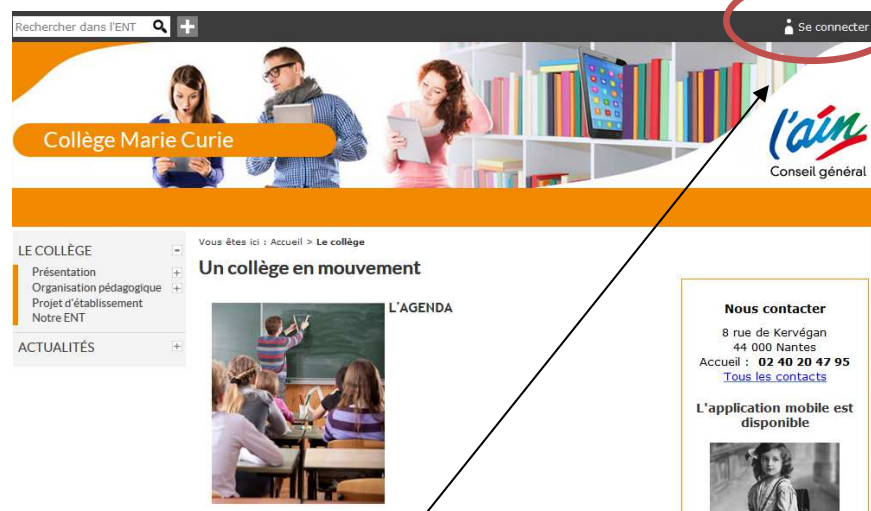 Rechercher dans l'ENT
Se connecter
Collège Marie Curie
l'ain
Conseil général
LE COLLÈGE
Présentation
Organisation pédagogique
Projet d'établissement
Notre ENT
ACTUALITÉS
Vous êtes ici : Accueil > Le collège
Un collège en mouvement
L'AGENDA
Nous contacter
8 rue de Kervégan
44 000 Nantes
Accueil : 02 40 20 47 95
Tous les contacts
L'application mobile est
disponible